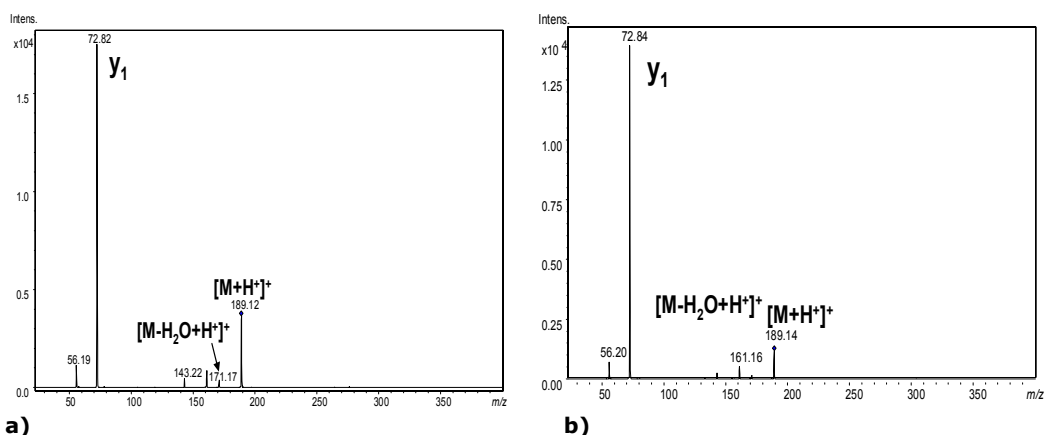 Intens.
x10⁴
72.82
y₁
1.5
1.0
0.5
0.0
[M+H⁺]⁺
189.12
[M-H₂O+H⁺]⁺
56.19
143.22
171.17
50
100
150
200
250
300
350
m/z
a)
Intens.
x10⁴
72.84
y₁
1.25
1.00
0.75
0.50
0.25
0.00
[M-H₂O+H⁺]⁺ [M+H⁺]⁺
189.14
56.20
161.16
50
100
150
200
250
300
350
m/z
b)